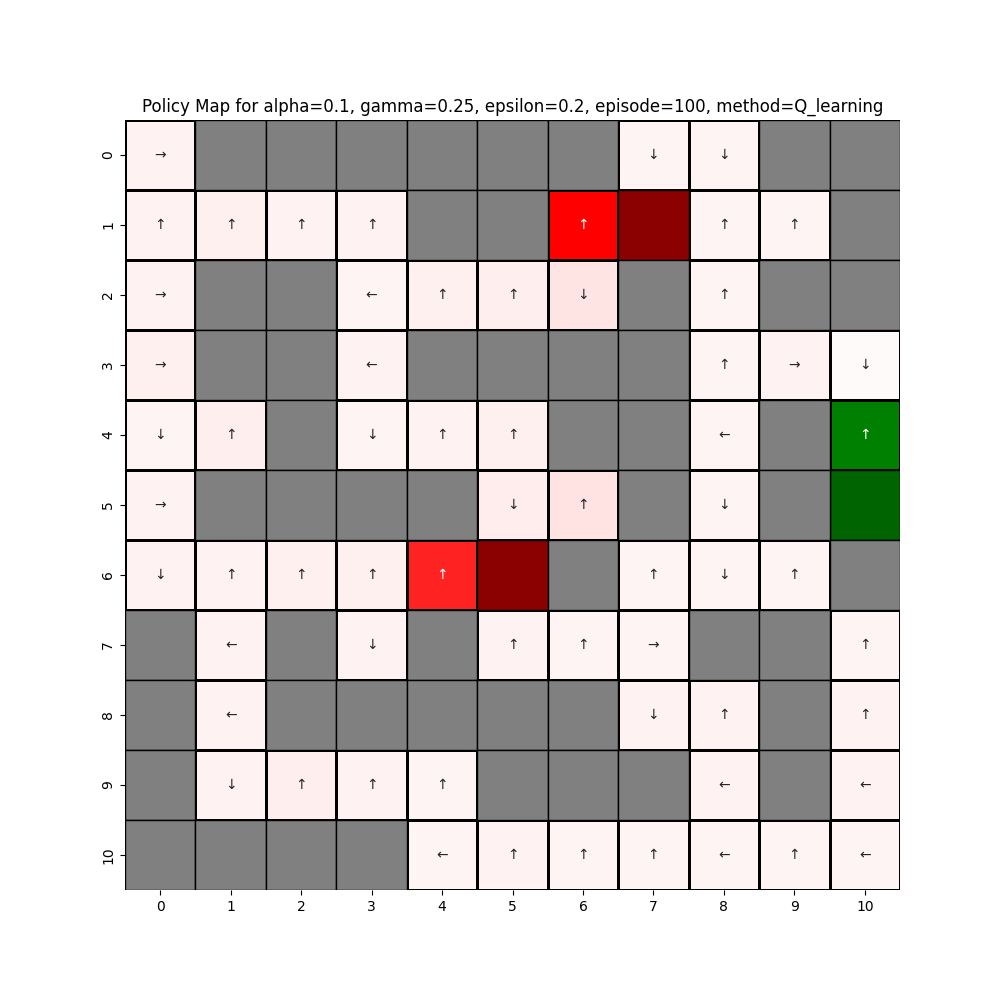 Policy Map for alpha=0.1, gamma=0.25, epsilon=0.2, episode=100, method=Q_learning
0 → ↓ ↓
1 ↑ ↑ ↑ ↑ ↑ ↑ ↑
2 → ← ↑ ↑ ↓ ↑
3 → ← ↑ → ↓
4 ↓ ↑ ↓ ↑ ↑ ← ↑
5 → ↓ ↑ ↓
6 ↓ ↑ ↑ ↑ ↑ ↑ ↓ ↑
7 ← ↓ ↑ ↑ → ↑
8 ← ↓ ↑ ↑
9 ↓ ↑ ↑ ↑ ← ←
10 ← ↑ ↑ ↑ ← ↑ ←
0 1 2 3 4 5 6 7 8 9 10